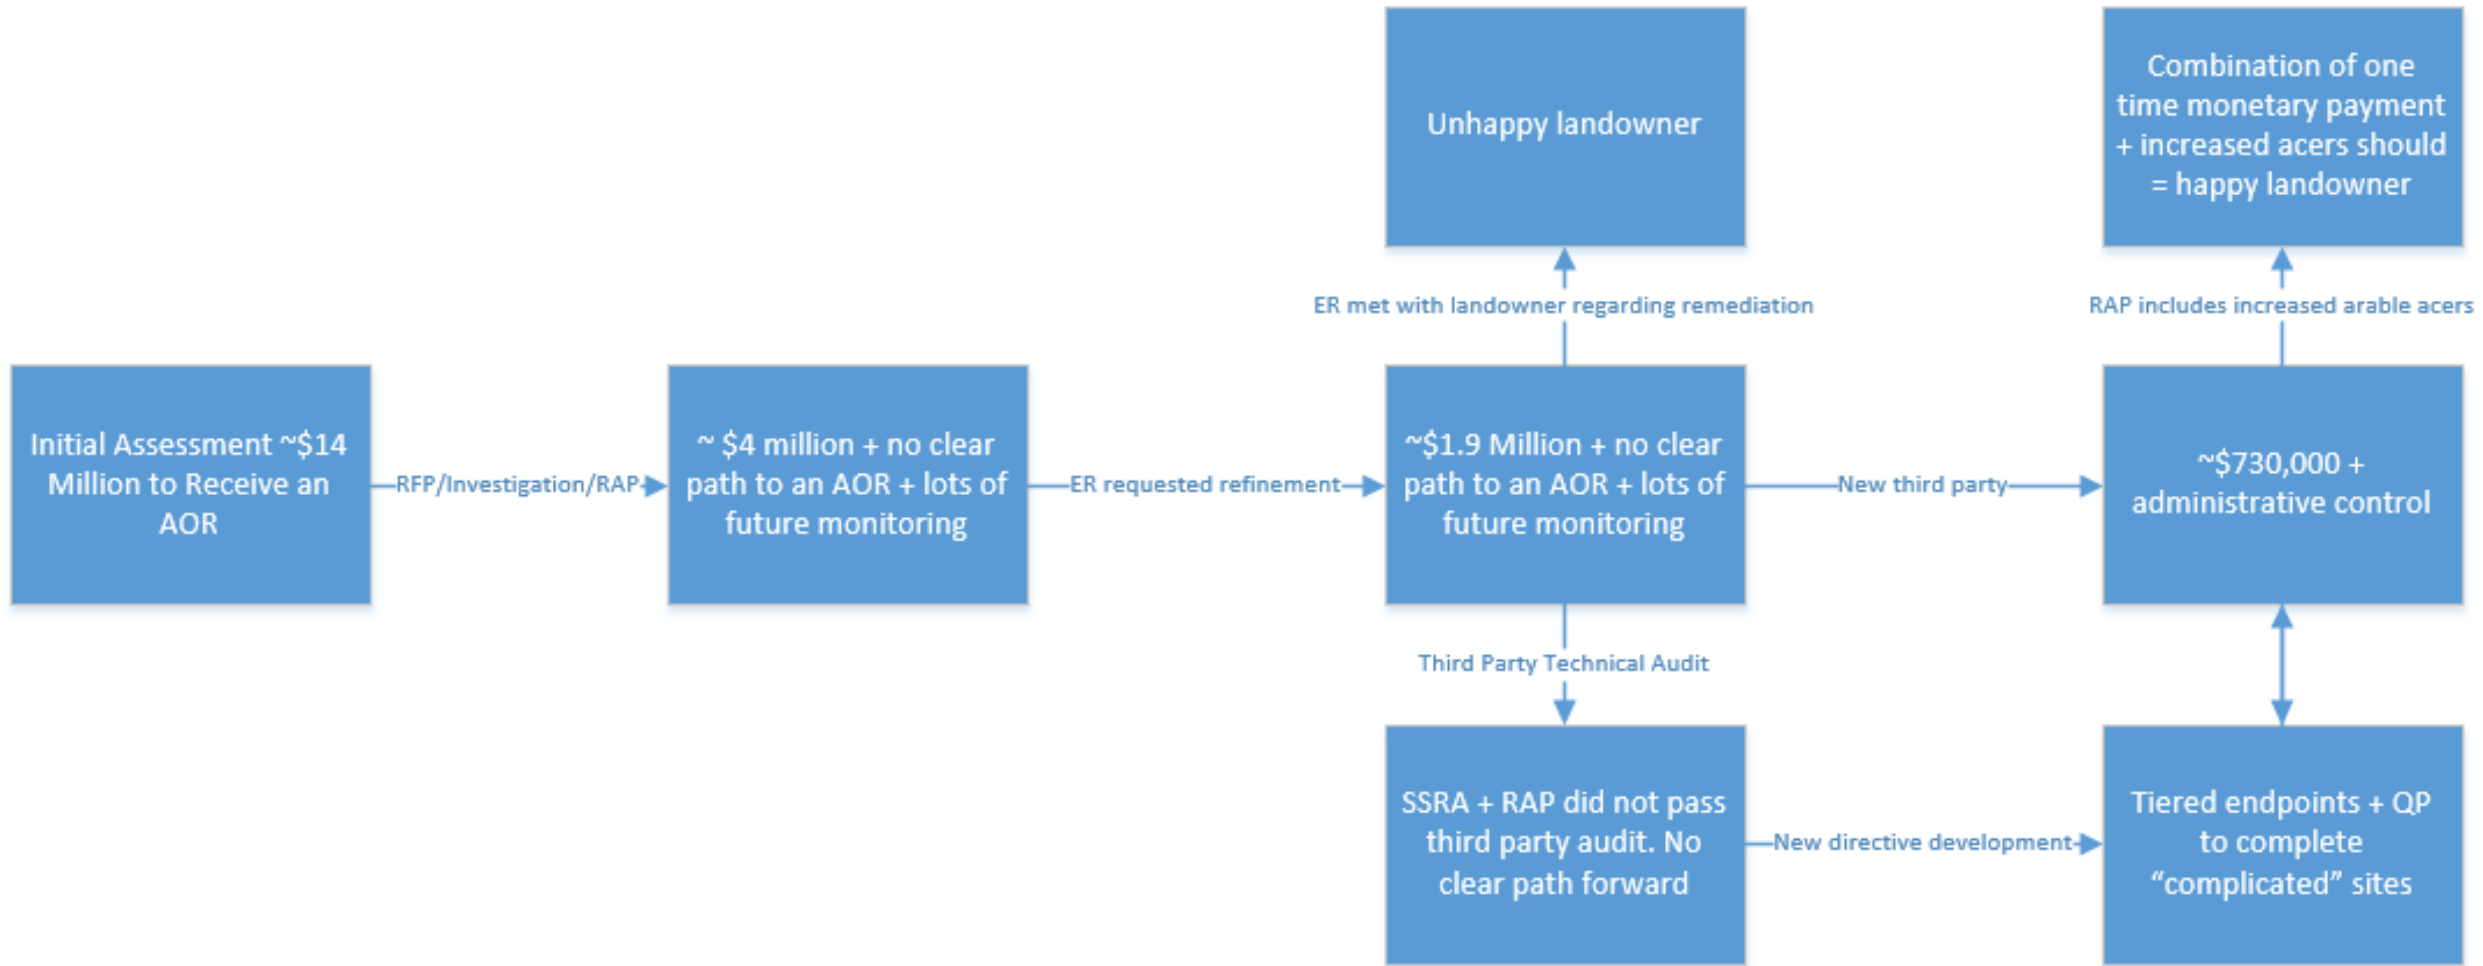 Unhappy landowner
Combination of one
time monetary payment
+ increased acers should
= happy landowner
ER met with landowner regarding remediation
RAP includes increased arable acers
Initial Assessment ~$14
Million to Receive an
AOR
RFP/Investigation/RAP
~ $4 million + no clear
path to an AOR + lots of
future monitoring
ER requested refinement
~$1.9 Million + no clear
path to an AOR + lots of
future monitoring
New third party
~$730,000 +
administrative control
Third Party Technical Audit
SSRA + RAP did not pass
third party audit. No
clear path forward
New directive development
Tiered endpoints + QP
to complete
“complicated” sites